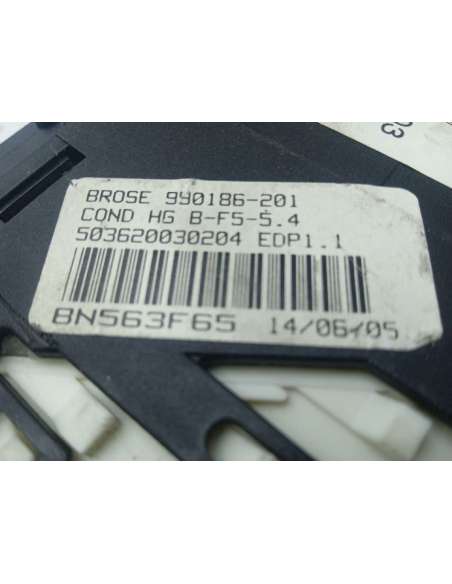 BROSE 990186-201
COND HG B-F5-5.4
503620030204 EDP1.1
BN563F65 14/06/05